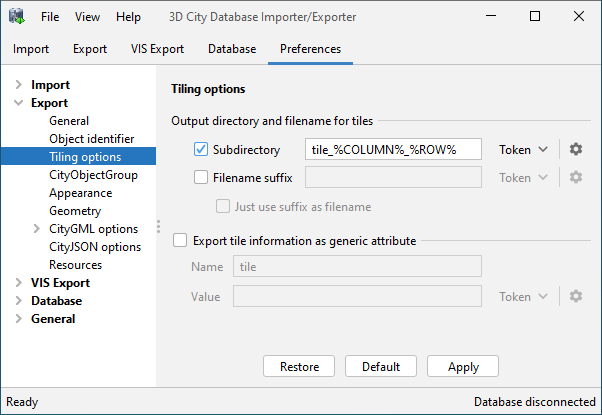 File View Help 3D City Database Importer/Exporter
Import Export VIS Export Database Preferences
Import
Export
General
Object identifier
Tiling options
CityObjectGroup
Appearance
Geometry
CityGML options
CityJSON options
Resources
VIS Export
Database
General
Tiling options
Output directory and filename for tiles
Subdirectory tile_%COLUMN%_%ROW% Token
Filename suffix Token
Just use suffix as filename
Export tile information as generic attribute
Name tile
Value Token
Restore Default Apply
Ready Database disconnected